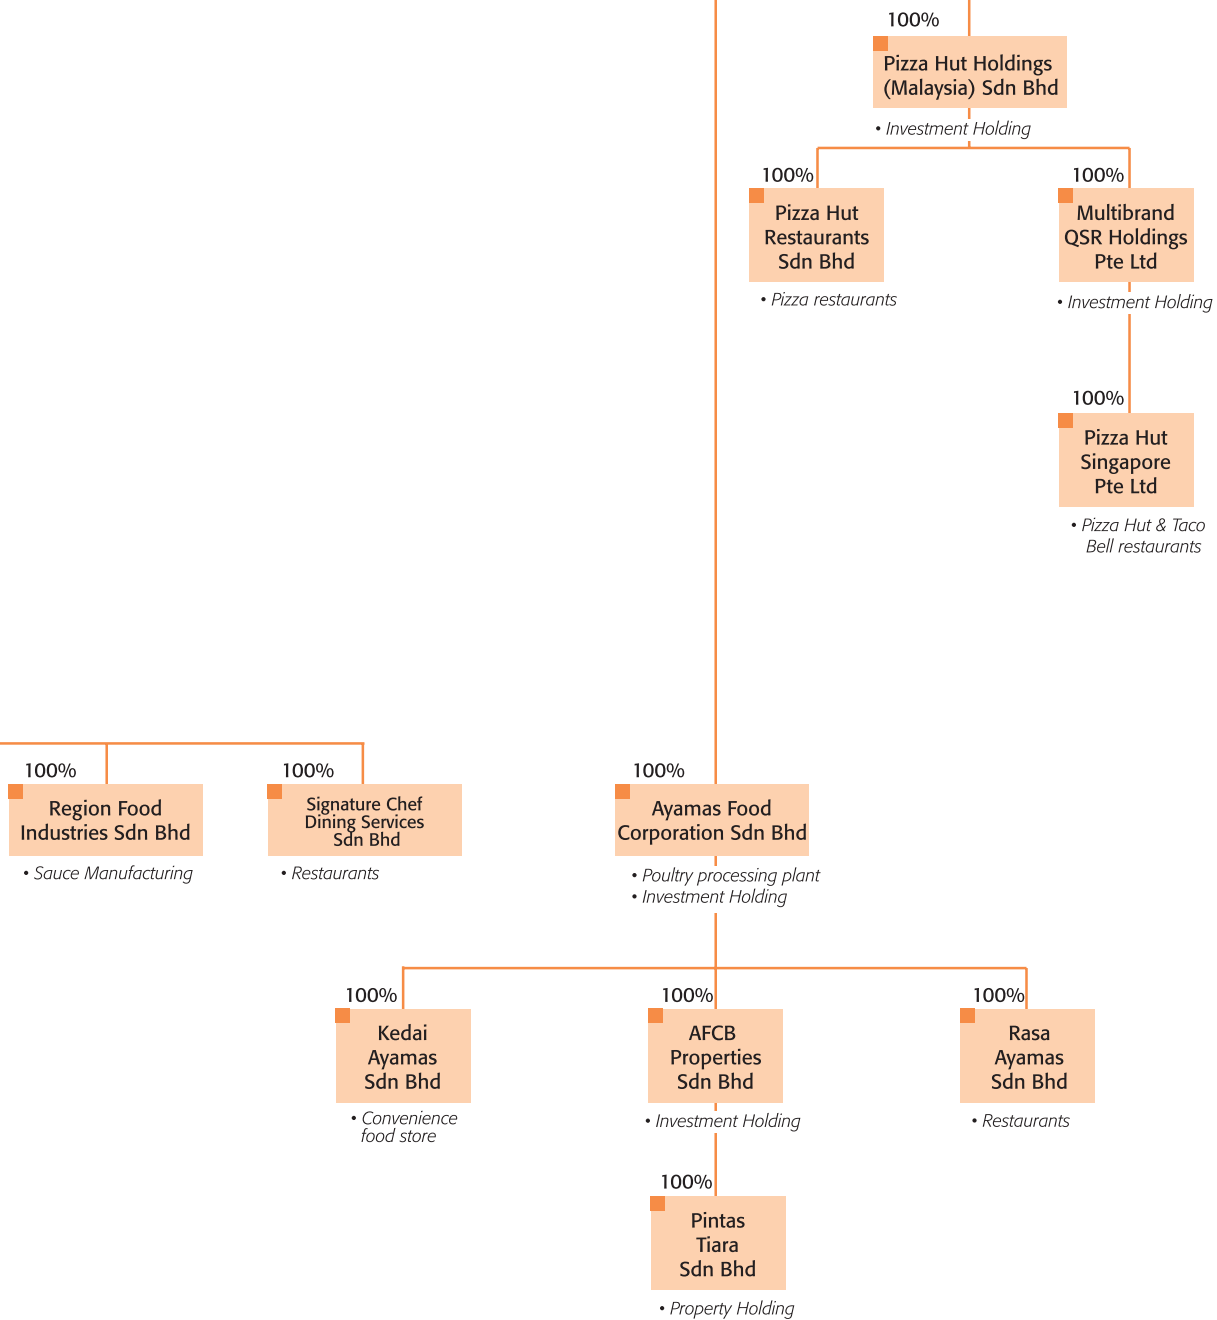 100%
Pizza Hut Holdings
(Malaysia) Sdn Bhd
• Investment Holding
100%
Pizza Hut
Restaurants
Sdn Bhd
• Pizza restaurants
100%
Multibrand
QSR Holdings
Pte Ltd
• Investment Holding
100%
Pizza Hut
Singapore
Pte Ltd
• Pizza Hut & Taco
Bell restaurants
100%
Region Food
Industries Sdn Bhd
• Sauce Manufacturing
100%
Signature Chef
Dining Services
Sdn Bhd
• Restaurants
100%
Ayamas Food
Corporation Sdn Bhd
• Poultry processing plant
• Investment Holding
100%
Kedai
Ayamas
Sdn Bhd
• Convenience
food store
100%
AFCB
Properties
Sdn Bhd
• Investment Holding
100%
Rasa
Ayamas
Sdn Bhd
• Restaurants
100%
Pintas
Tiara
Sdn Bhd
• Property Holding